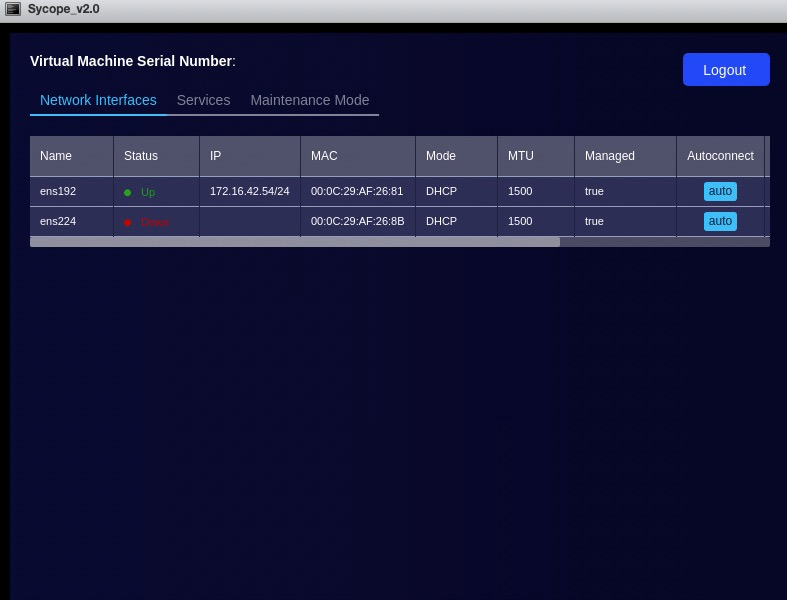 Sycope_v2.0
Virtual Machine Serial Number:
Logout
Network Interfaces Services Maintenance Mode
Name Status IP MAC Mode MTU Managed Autoconnect
ens192 Up 172.16.42.54/24 00:0C:29:AF:26:81 DHCP 1500 true auto
ens224 Down 00:0C:29:AF:26:8B DHCP 1500 true auto